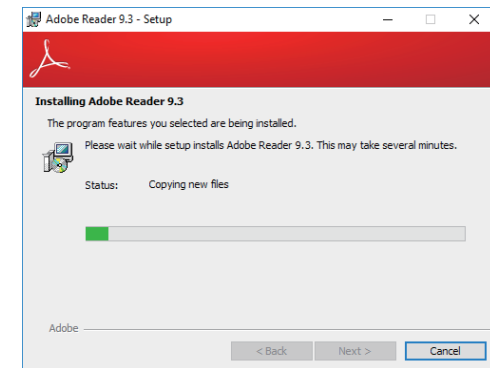 Adobe Reader 9.3 - Setup
Installing Adobe Reader 9.3
The program features you selected are being installed.
Please wait while setup installs Adobe Reader 9.3. This may take several minutes.
Status: Copying new files
Adobe
< Back Next > Cancel